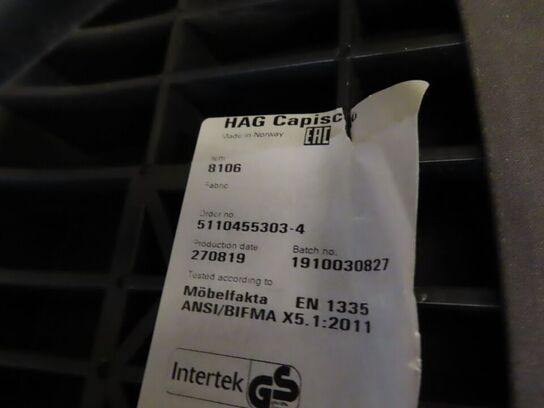 HAG Capisco
Made in Norway
EAC
Item
8106
Fabric
Order no.
5110455303-4
Production date Batch no.
270819 1910030827
Tested according to
Möbelfakta EN 1335
ANSI/BIFMA X5.1:2011
Intertek GS